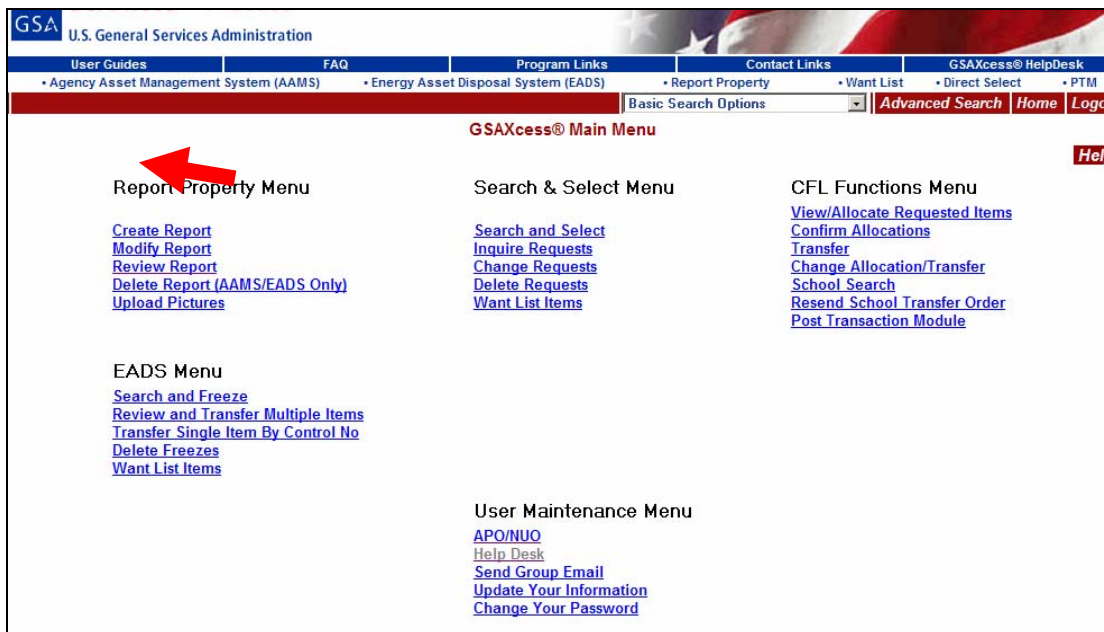 GSA U.S. General Services Administration
User Guides FAQ Program Links Contact Links GSAXcess® HelpDesk
• Agency Asset Management System (AAMS) • Energy Asset Disposal System (EADS) • Report Property • Want List • Direct Select • PTM
Basic Search Options Advanced Search Home Logo
GSAXcess® Main Menu
Hel
Report Property Menu
Create Report
Modify Report
Review Report
Delete Report (AAMS/EADS Only)
Upload Pictures
Search & Select Menu
Search and Select
Inquire Requests
Change Requests
Delete Requests
Want List Items
CFL Functions Menu
View/Allocate Requested Items
Confirm Allocations
Transfer
Change Allocation/Transfer
School Search
Resend School Transfer Order
Post Transaction Module
EADS Menu
Search and Freeze
Review and Transfer Multiple Items
Transfer Single Item By Control No
Delete Freezes
Want List Items
User Maintenance Menu
APO/NUO
Help Desk
Send Group Email
Update Your Information
Change Your Password